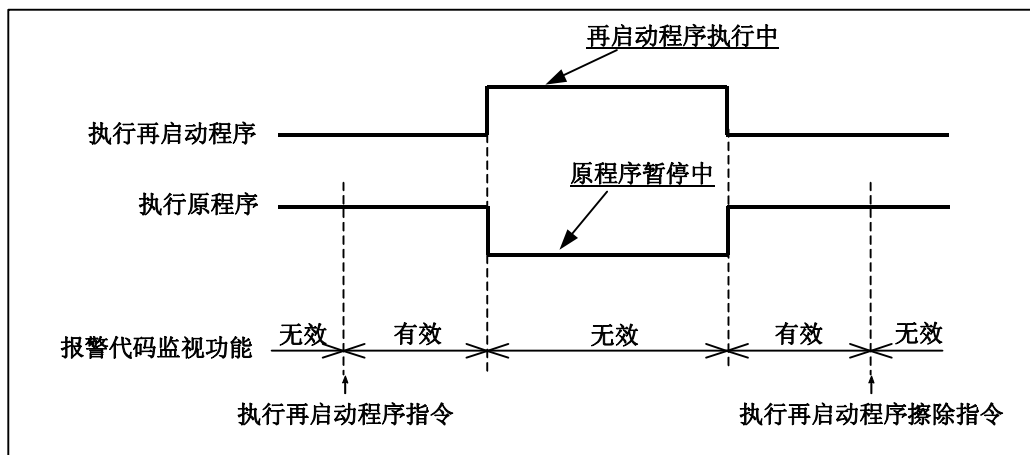 再启动程序执行中
执行再启动程序
原程序暂停中
执行原程序
报警代码监视功能
无效
有效
无效
有效
无效
执行再启动程序指令
执行再启动程序擦除指令